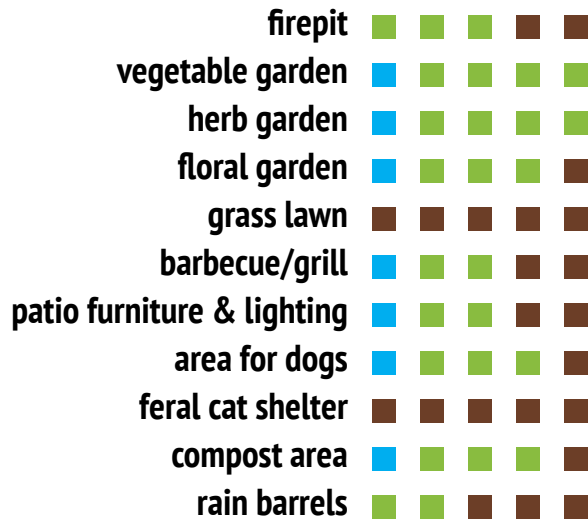 firepit
vegetable garden
herb garden
floral garden
grass lawn
barbecue/grill
patio furniture & lighting
area for dogs
feral cat shelter
compost area
rain barrels